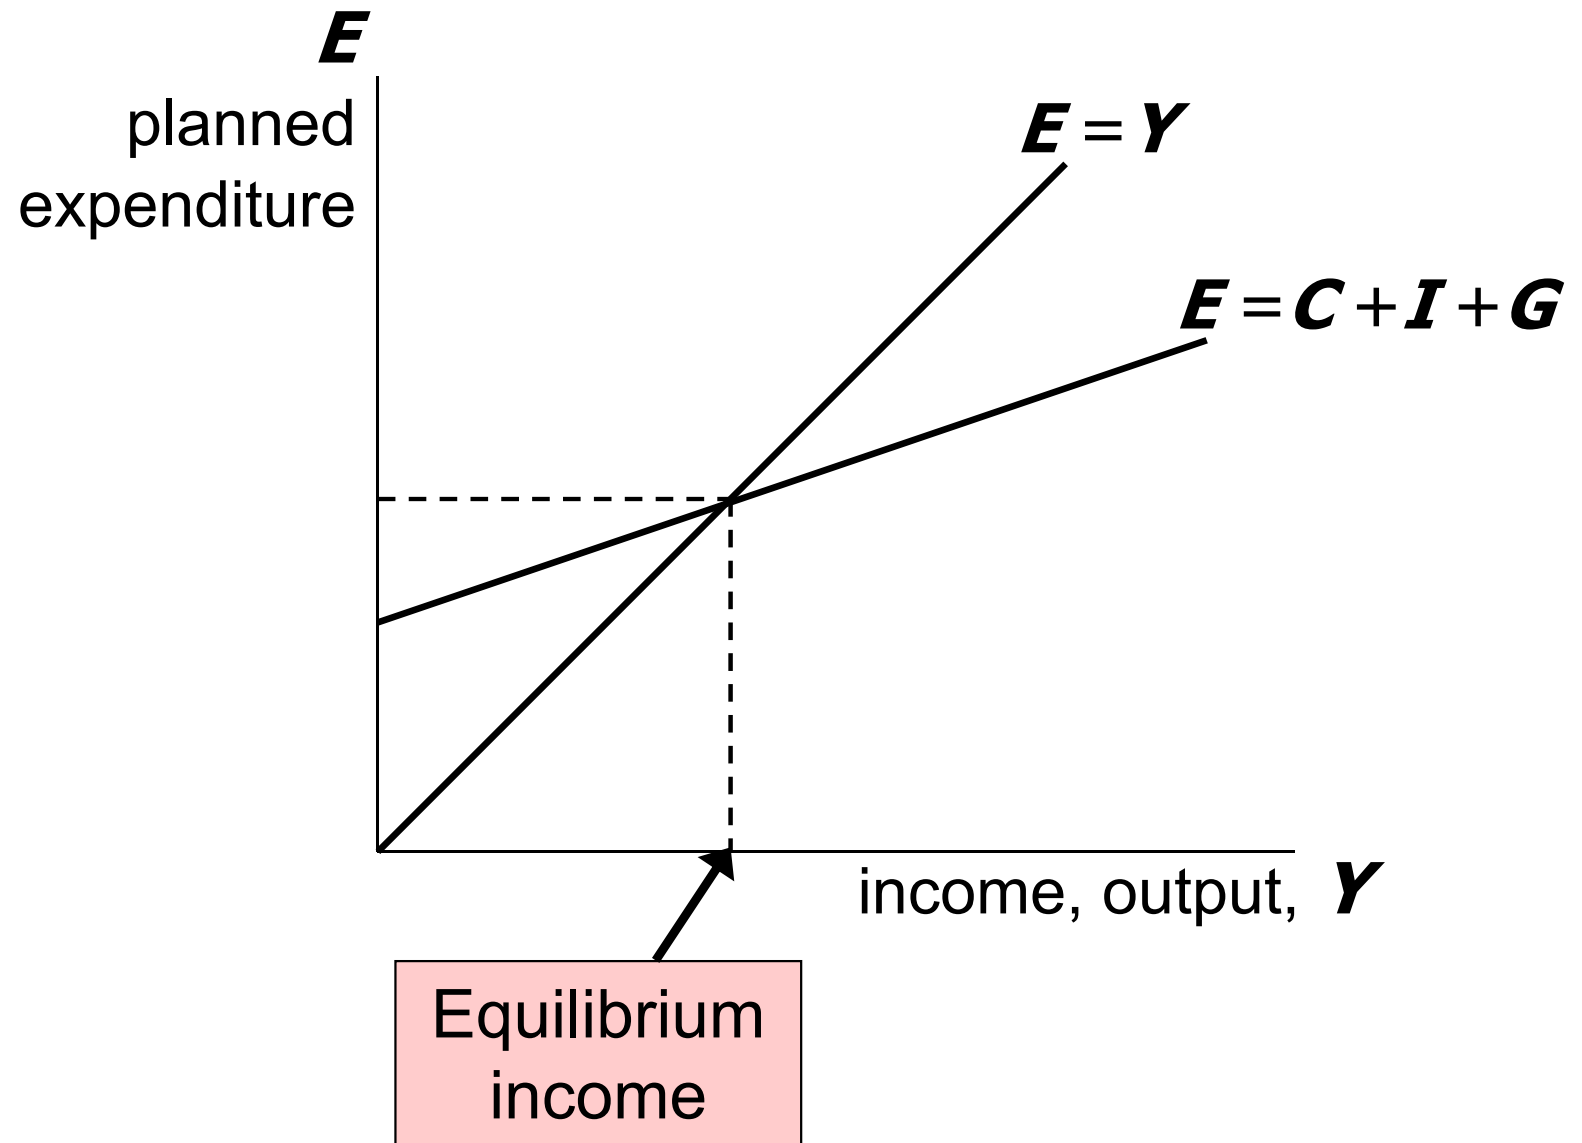 E
planned
expenditure
E = Y
E = C + I + G
income, output, Y
Equilibrium
income